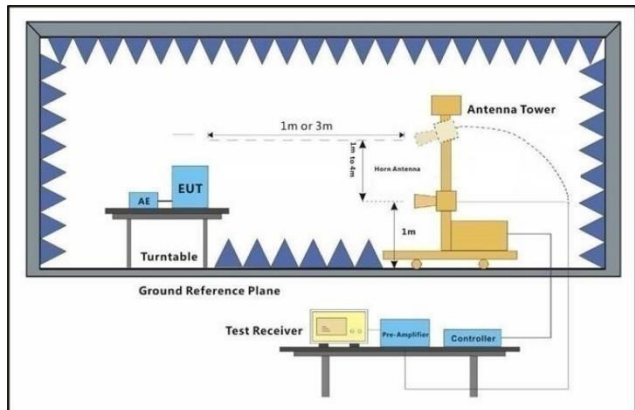 1m or 3m
Antenna Tower
1m to 4m
Horn Antenna
EUT
AE
1m
Turntable
Ground Reference Plane
Test Receiver
Pre-Amplifier
Controller